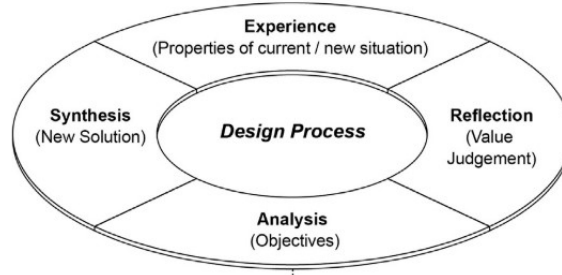 Experience
(Properties of current / new situation)
Synthesis
(New Solution)
Design Process
Reflection
(Value
Judgement)
Analysis
(Objectives)